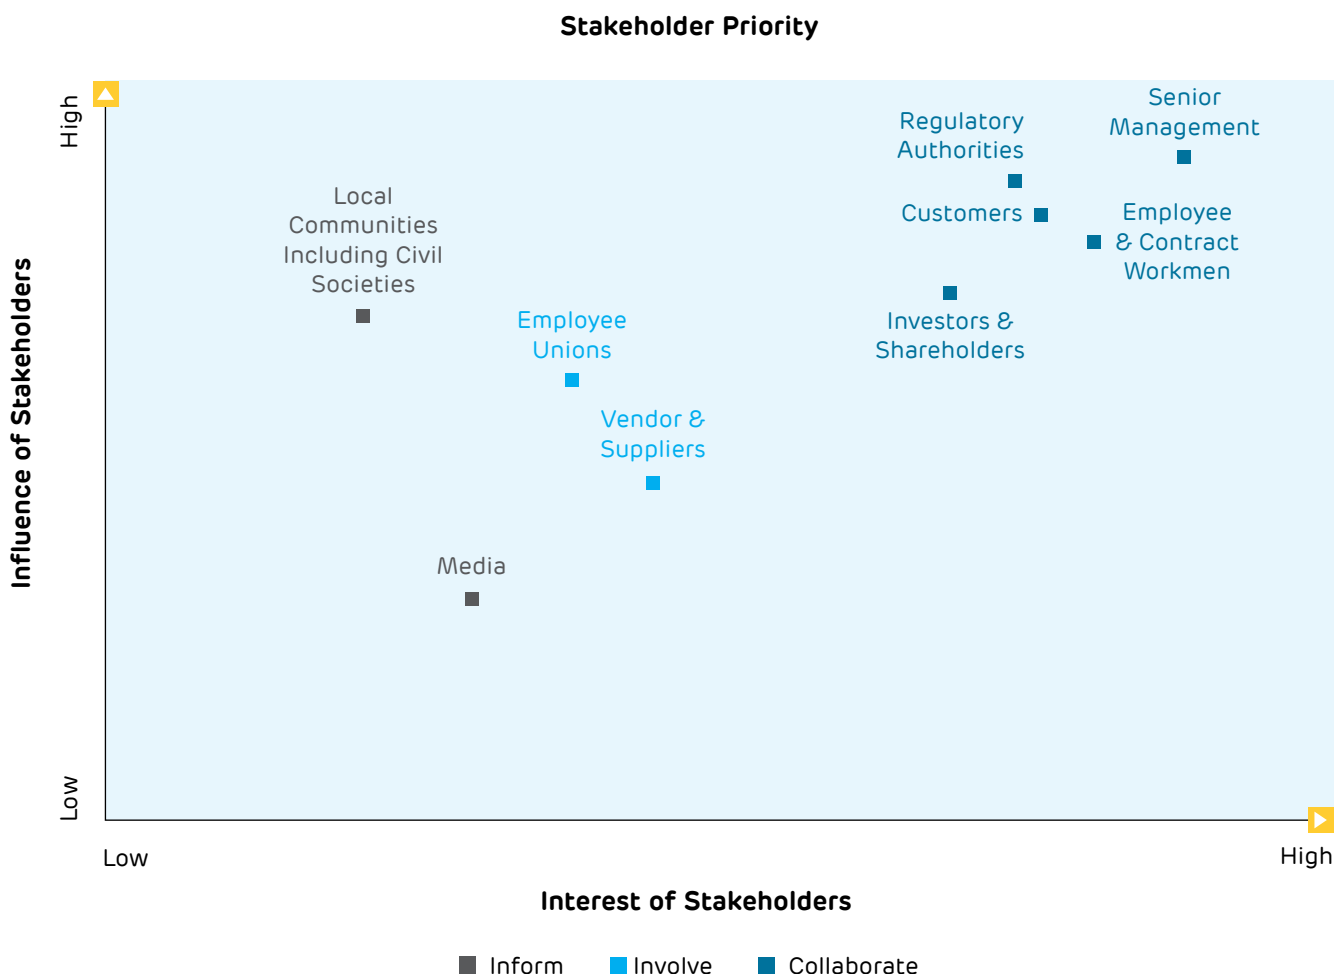 Stakeholder Priority
High
Influence of Stakeholders
Low
Senior
Management
Regulatory
Authorities
Local
Communities
Including Civil
Societies
Customers
Employee
& Contract
Workmen
Employee
Unions
Investors &
Shareholders
Vendor &
Suppliers
Media
Low
High
Interest of Stakeholders
Inform
Involve
Collaborate